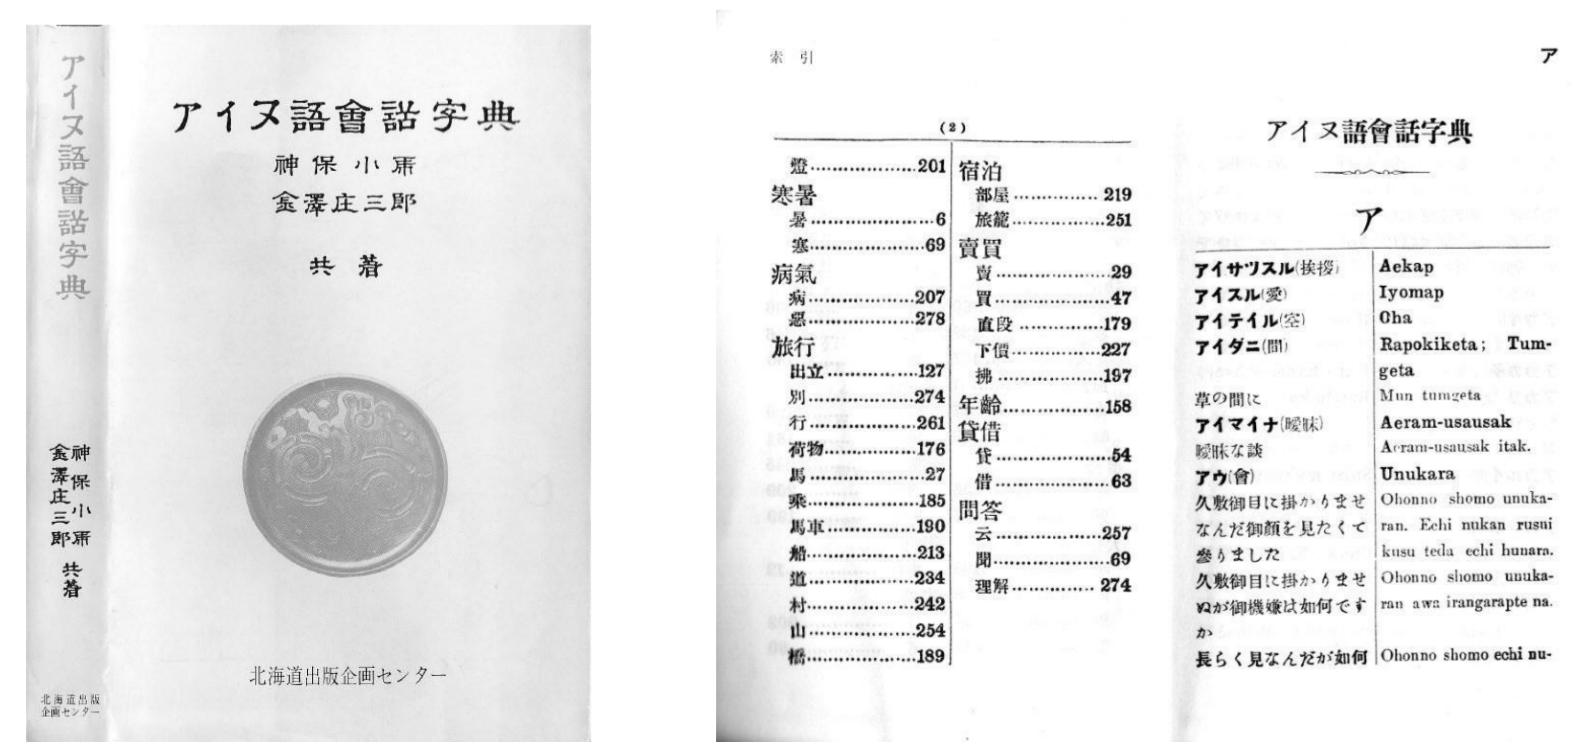 アイヌ語會話字典
神保小乕
金澤庄三郎
共著
北海道出版
企画センター
アイヌ語會話字典
神保小乕
金澤庄三郎
共著
北海道出版企画センター
索引
(2)
燈…………………201
寒暑
暑…………………6
寒…………………69
病氣
病…………………207
惡…………………278
旅行
出立………………127
別…………………274
行…………………261
荷物………………176
馬…………………27
乘…………………185
馬車………………190
船…………………213
道…………………234
村…………………242
山…………………254
橋…………………189
宿泊
部屋………………219
旅籠………………251
賣買
賣…………………29
買…………………47
直段………………179
下價………………227
拂…………………197
年齡………………158
貸借
貸…………………54
借…………………63
問答
云…………………257
聞…………………69
理解………………274
ア
アイヌ語會話字典
ア
アイサツスル(挨拶) Aekap
アイスル(愛) Iyomap
アイテイル(空) Oha
アイダニ(間) Rapokiketa; Tum-
geta
草の間に Mun tumgeta
アイマイナ(曖昧) Aeram-usausak
曖昧な談 Aeram-usausak itak.
アウ(會) Unukara
久敷御目に掛かりませ Ohonno shomo unuka-
なんだ御顔を見たくて ran. Echi nukan rusui
參りました kusu teda echi hunara.
久敷御目に掛かりませ Ohonno shomo unuka-
ぬが御機嫌は如何です ran awa irangarapte na.
か
長らく見なんだが如何 Ohonno shomo echi nu-